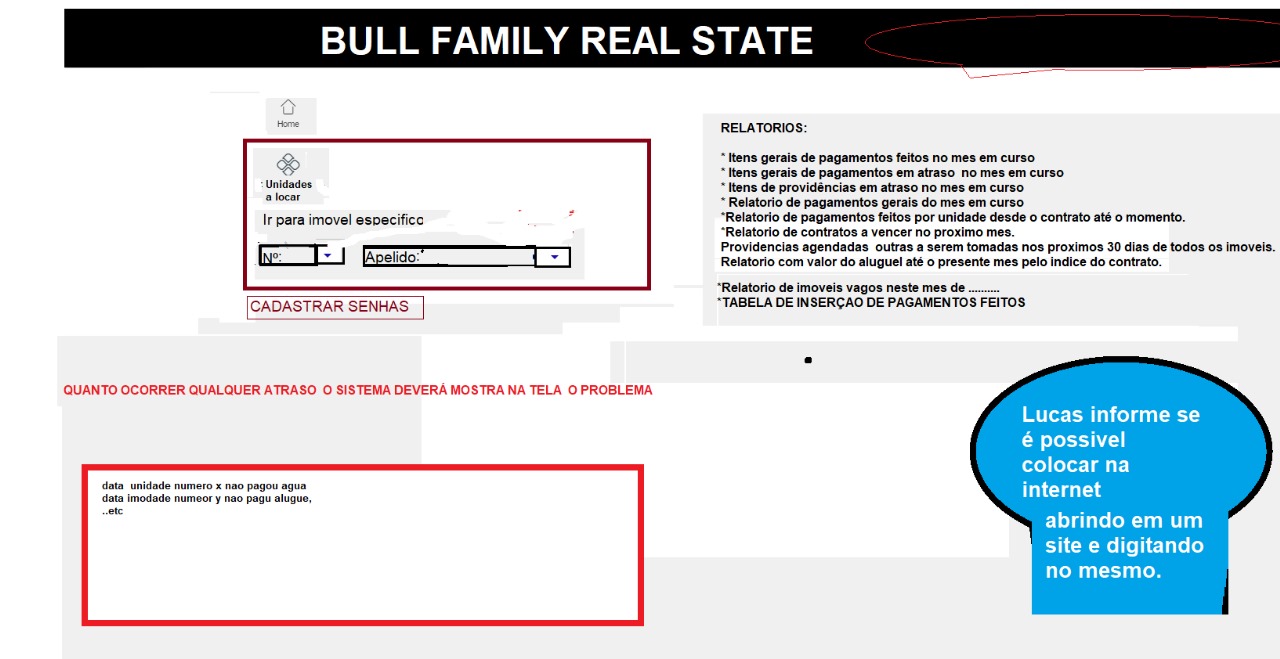 BULL FAMILY REAL STATE
Home
Unidades
a locar
Ir para imovel especifico
Nº:
Apelido:
CADASTRAR SENHAS
RELATORIOS:
* Itens gerais de pagamentos feitos no mes em curso
* Itens gerais de pagamentos em atraso no mes em curso
* Itens de providências em atraso no mes em curso
* Relatorio de pagamentos gerais do mes em curso
*Relatorio de pagamentos feitos por unidade desde o contrato até o momento.
*Relatorio de contratos a vencer no proximo mes.
Providencias agendadas outras a serem tomadas nos proximos 30 dias de todos os imoveis.
Relatorio com valor do aluguel até o presente mes pelo indice do contrato.
*Relatorio de imoveis vagos neste mes de ..........
*TABELA DE INSERÇAO DE PAGAMENTOS FEITOS
QUANTO OCORRER QUALQUER ATRASO O SISTEMA DEVERÁ MOSTRA NA TELA O PROBLEMA
data unidade numero x nao pagou agua
data imodade numeor y nao pagu alugue,
..etc
Lucas informe se
é possivel
colocar na
internet
abrindo em um
site e digitando
no mesmo.